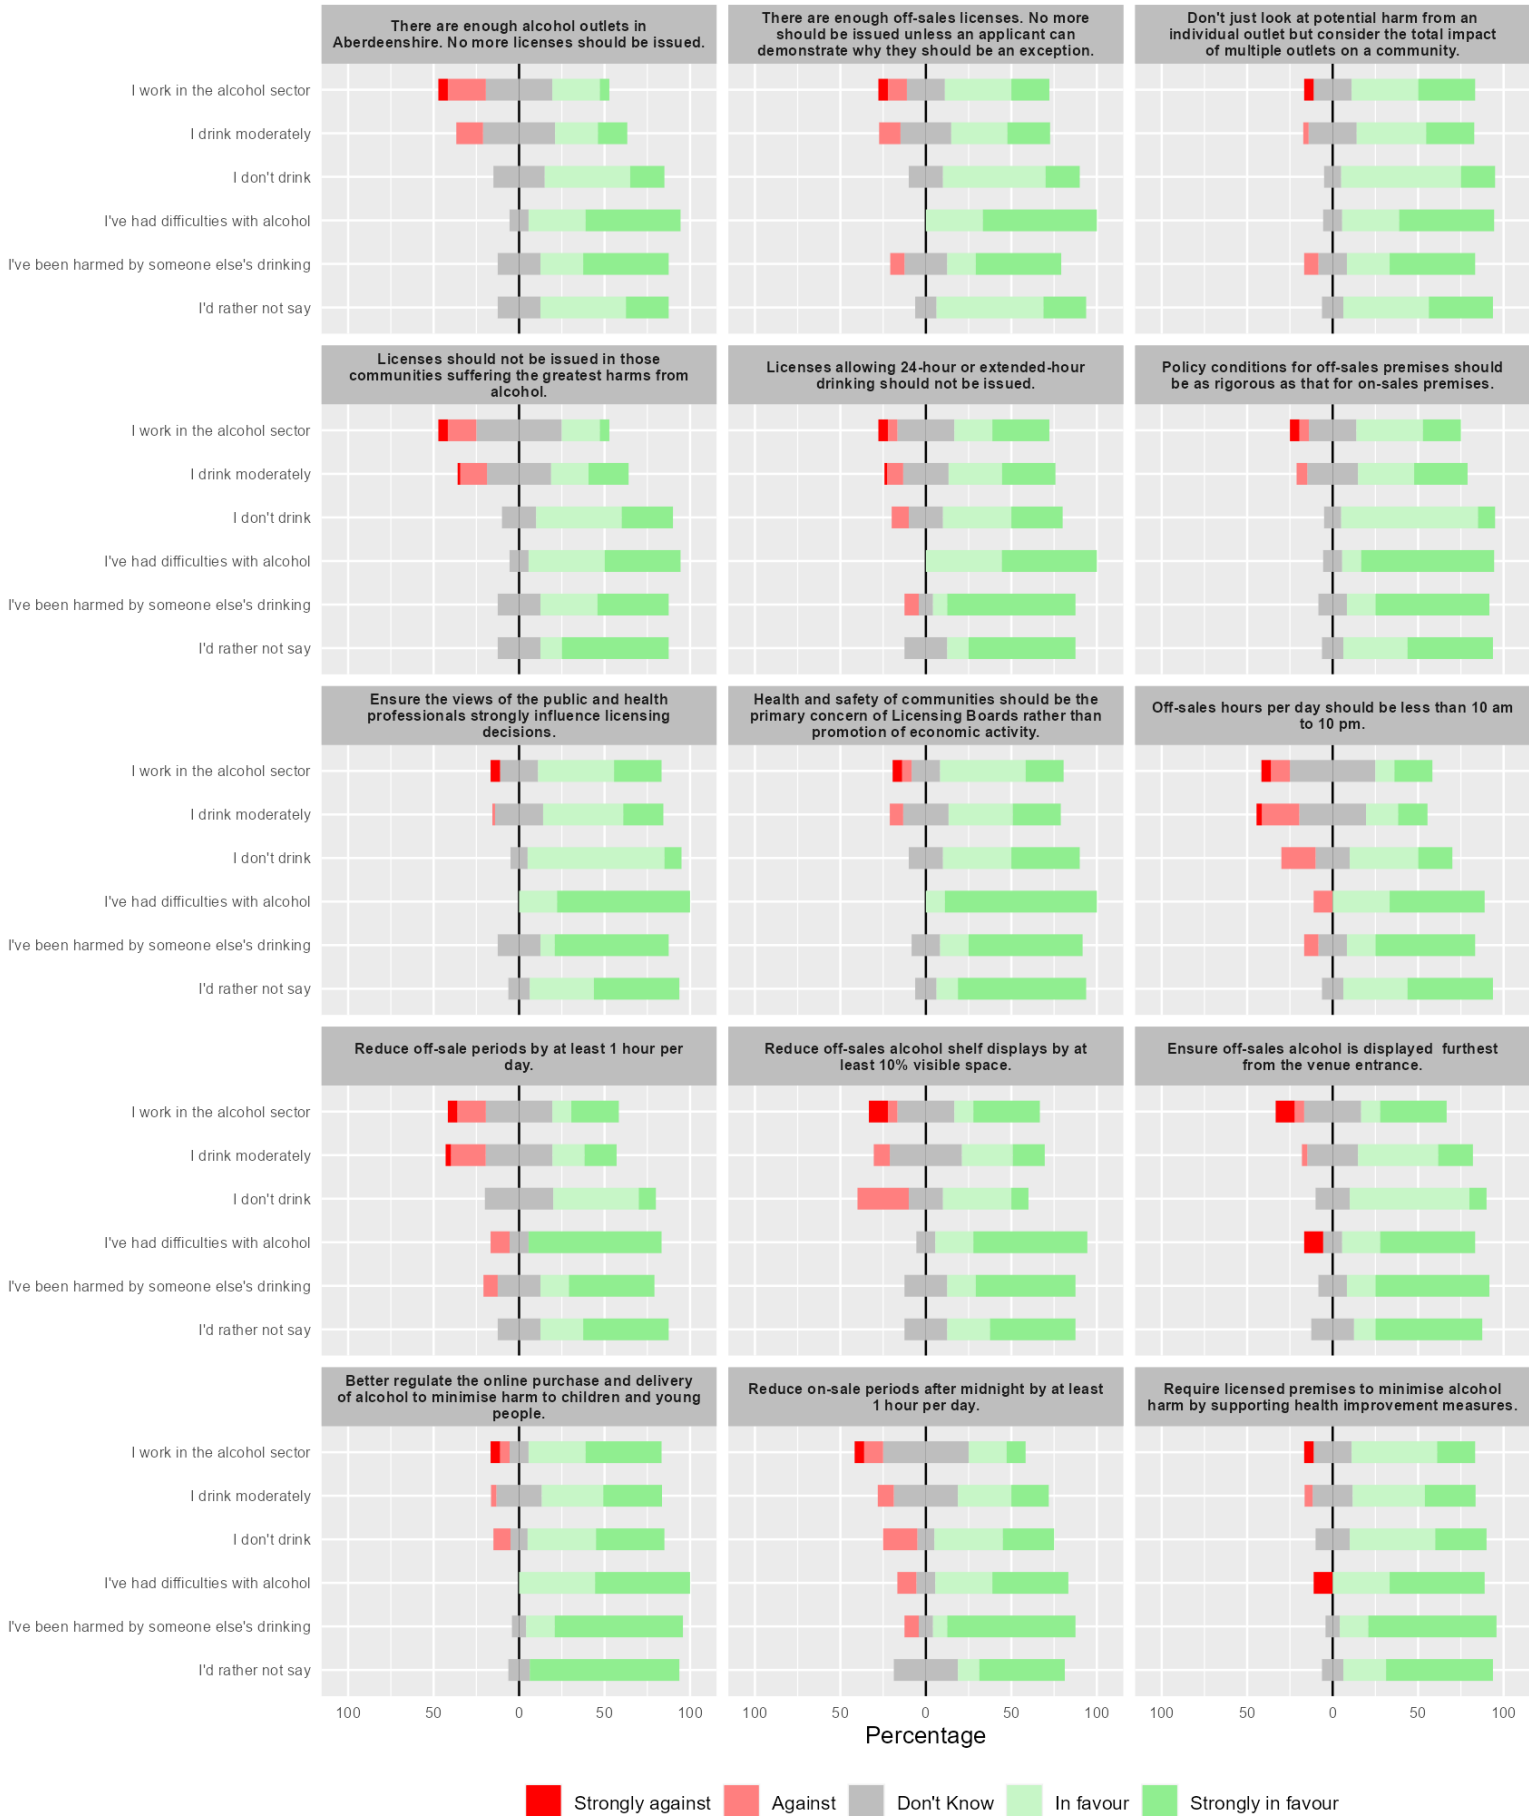 There are enough alcohol outlets in
Aberdeenshire. No more licenses should be issued.
There are enough off-sales licenses. No more
should be issued unless an applicant can
demonstrate why they should be an exception.
Don't just look at potential harm from an
individual outlet but consider the total impact
of multiple outlets on a community.
I work in the alcohol sector
I drink moderately
I don't drink
I've had difficulties with alcohol
I've been harmed by someone else's drinking
I'd rather not say
Licenses should not be issued in those
communities suffering the greatest harms from
alcohol.
Licenses allowing 24-hour or extended-hour
drinking should not be issued.
Policy conditions for off-sales premises should
be as rigorous as that for on-sales premises.
I work in the alcohol sector
I drink moderately
I don't drink
I've had difficulties with alcohol
I've been harmed by someone else's drinking
I'd rather not say
Ensure the views of the public and health
professionals strongly influence licensing
decisions.
Health and safety of communities should be the
primary concern of Licensing Boards rather than
promotion of economic activity.
Off-sales hours per day should be less than 10 am
to 10 pm.
I work in the alcohol sector
I drink moderately
I don't drink
I've had difficulties with alcohol
I've been harmed by someone else's drinking
I'd rather not say
Reduce off-sale periods by at least 1 hour per
day.
Reduce off-sales alcohol shelf displays by at
least 10% visible space.
Ensure off-sales alcohol is displayed  furthest
from the venue entrance.
I work in the alcohol sector
I drink moderately
I don't drink
I've had difficulties with alcohol
I've been harmed by someone else's drinking
I'd rather not say
Better regulate the online purchase and delivery
of alcohol to minimise harm to children and young
people.
Reduce on-sale periods after midnight by at least
1 hour per day.
Require licensed premises to minimise alcohol
harm by supporting health improvement measures.
I work in the alcohol sector
I drink moderately
I don't drink
I've had difficulties with alcohol
I've been harmed by someone else's drinking
I'd rather not say
100 50 0 50 100 100 50 0 50 100 100 50 0 50 100
Percentage
Strongly against Against Don't Know In favour Strongly in favour